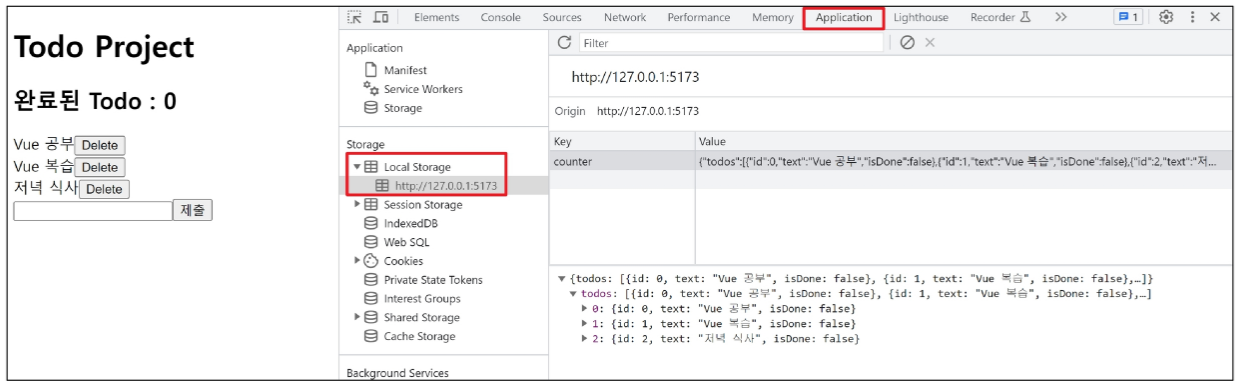 Todo Project
완료된 Todo : 0
Vue 공부 Delete
Vue 복습 Delete
저녁 식사 Delete
제출
Elements Console Sources Network Performance Memory Application Lighthouse Recorder 1
Application
Manifest
Service Workers
Storage
Storage
Local Storage
http://127.0.0.1:5173
Session Storage
IndexedDB
Web SQL
Cookies
Private State Tokens
Interest Groups
Shared Storage
Cache Storage
Background Services
Filter
http://127.0.0.1:5173
Origin http://127.0.0.1:5173
Key Value
counter {"todos":[{"id":0,"text":"Vue 공부","isDone":false},{"id":1,"text":"Vue 복습","isDone":false},{"id":2,"text":"저...
{todos: [{id: 0, text: "Vue 공부", isDone: false}, {id: 1, text: "Vue 복습", isDone: false},…]}
todos: [{id: 0, text: "Vue 공부", isDone: false}, {id: 1, text: "Vue 복습", isDone: false},…]
0: {id: 0, text: "Vue 공부", isDone: false}
1: {id: 1, text: "Vue 복습", isDone: false}
2: {id: 2, text: "저녁 식사", isDone: false}